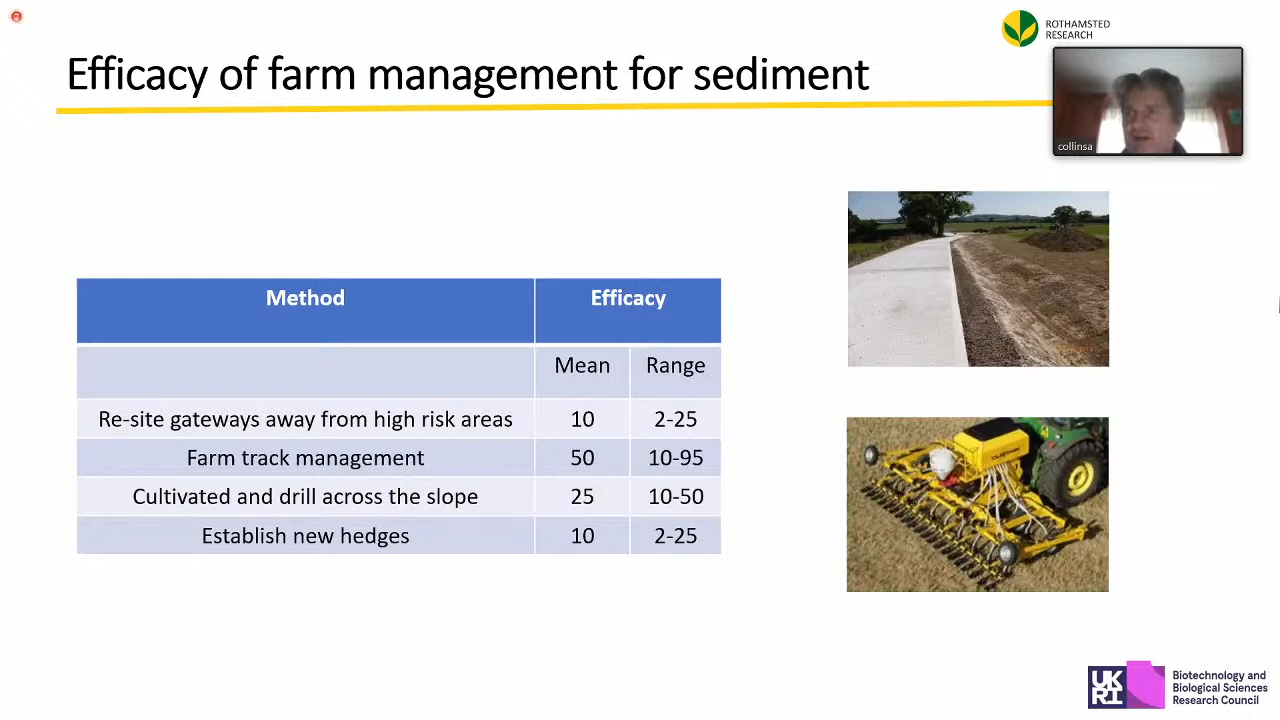 ROTHAMSTED
RESEARCH
Efficacy of farm management for sediment
collinsa
Method Efficacy
Mean Range
Re-site gateways away from high risk areas 10 2-25
Farm track management 50 10-95
Cultivated and drill across the slope 25 10-50
Establish new hedges 10 2-25
UK
RI
Biotechnology and
Biological Sciences
Research Council